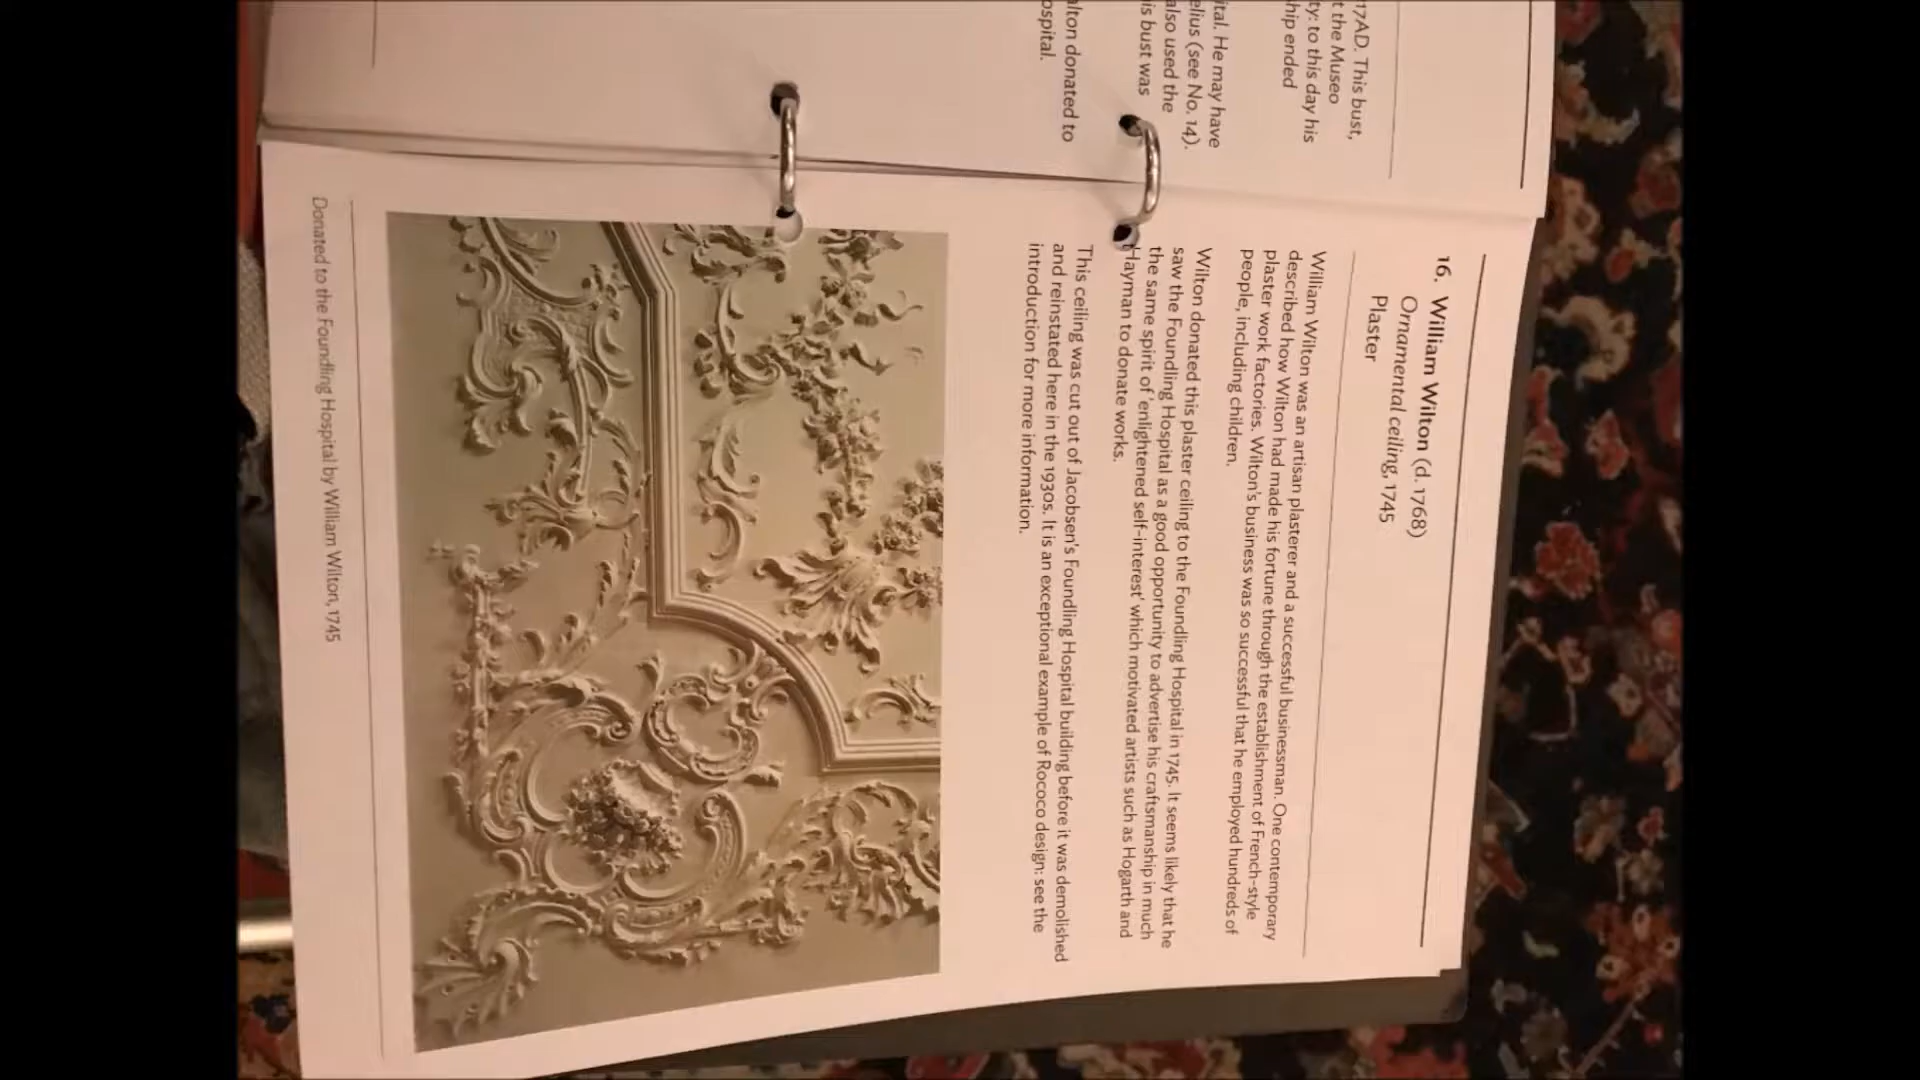 17AD. This bust,
t the Museo
ty: to this day his
hip ended
ital. He may have
elius (see No. 14).
also used the
is bust was
alton donated to
ospital.
16. William Wilton (d. 1768)
Ornamental ceiling, 1745
Plaster
William Wilton was an artisan plasterer and a successful businessman. One contemporary
described how Wilton had made his fortune through the establishment of French-style
plaster work factories. Wilton's business was so successful that he employed hundreds of
people, including children.
Wilton donated this plaster ceiling to the Foundling Hospital in 1745. It seems likely that he
saw the Foundling Hospital as a good opportunity to advertise his craftsmanship in much
the same spirit of 'enlightened self-interest' which motivated artists such as Hogarth and
Hayman to donate works.
This ceiling was cut out of Jacobsen's Foundling Hospital building before it was demolished
and reinstated here in the 1930s. It is an exceptional example of Rococo design: see the
introduction for more information.
Donated to the Foundling Hospital by William Wilton, 1745